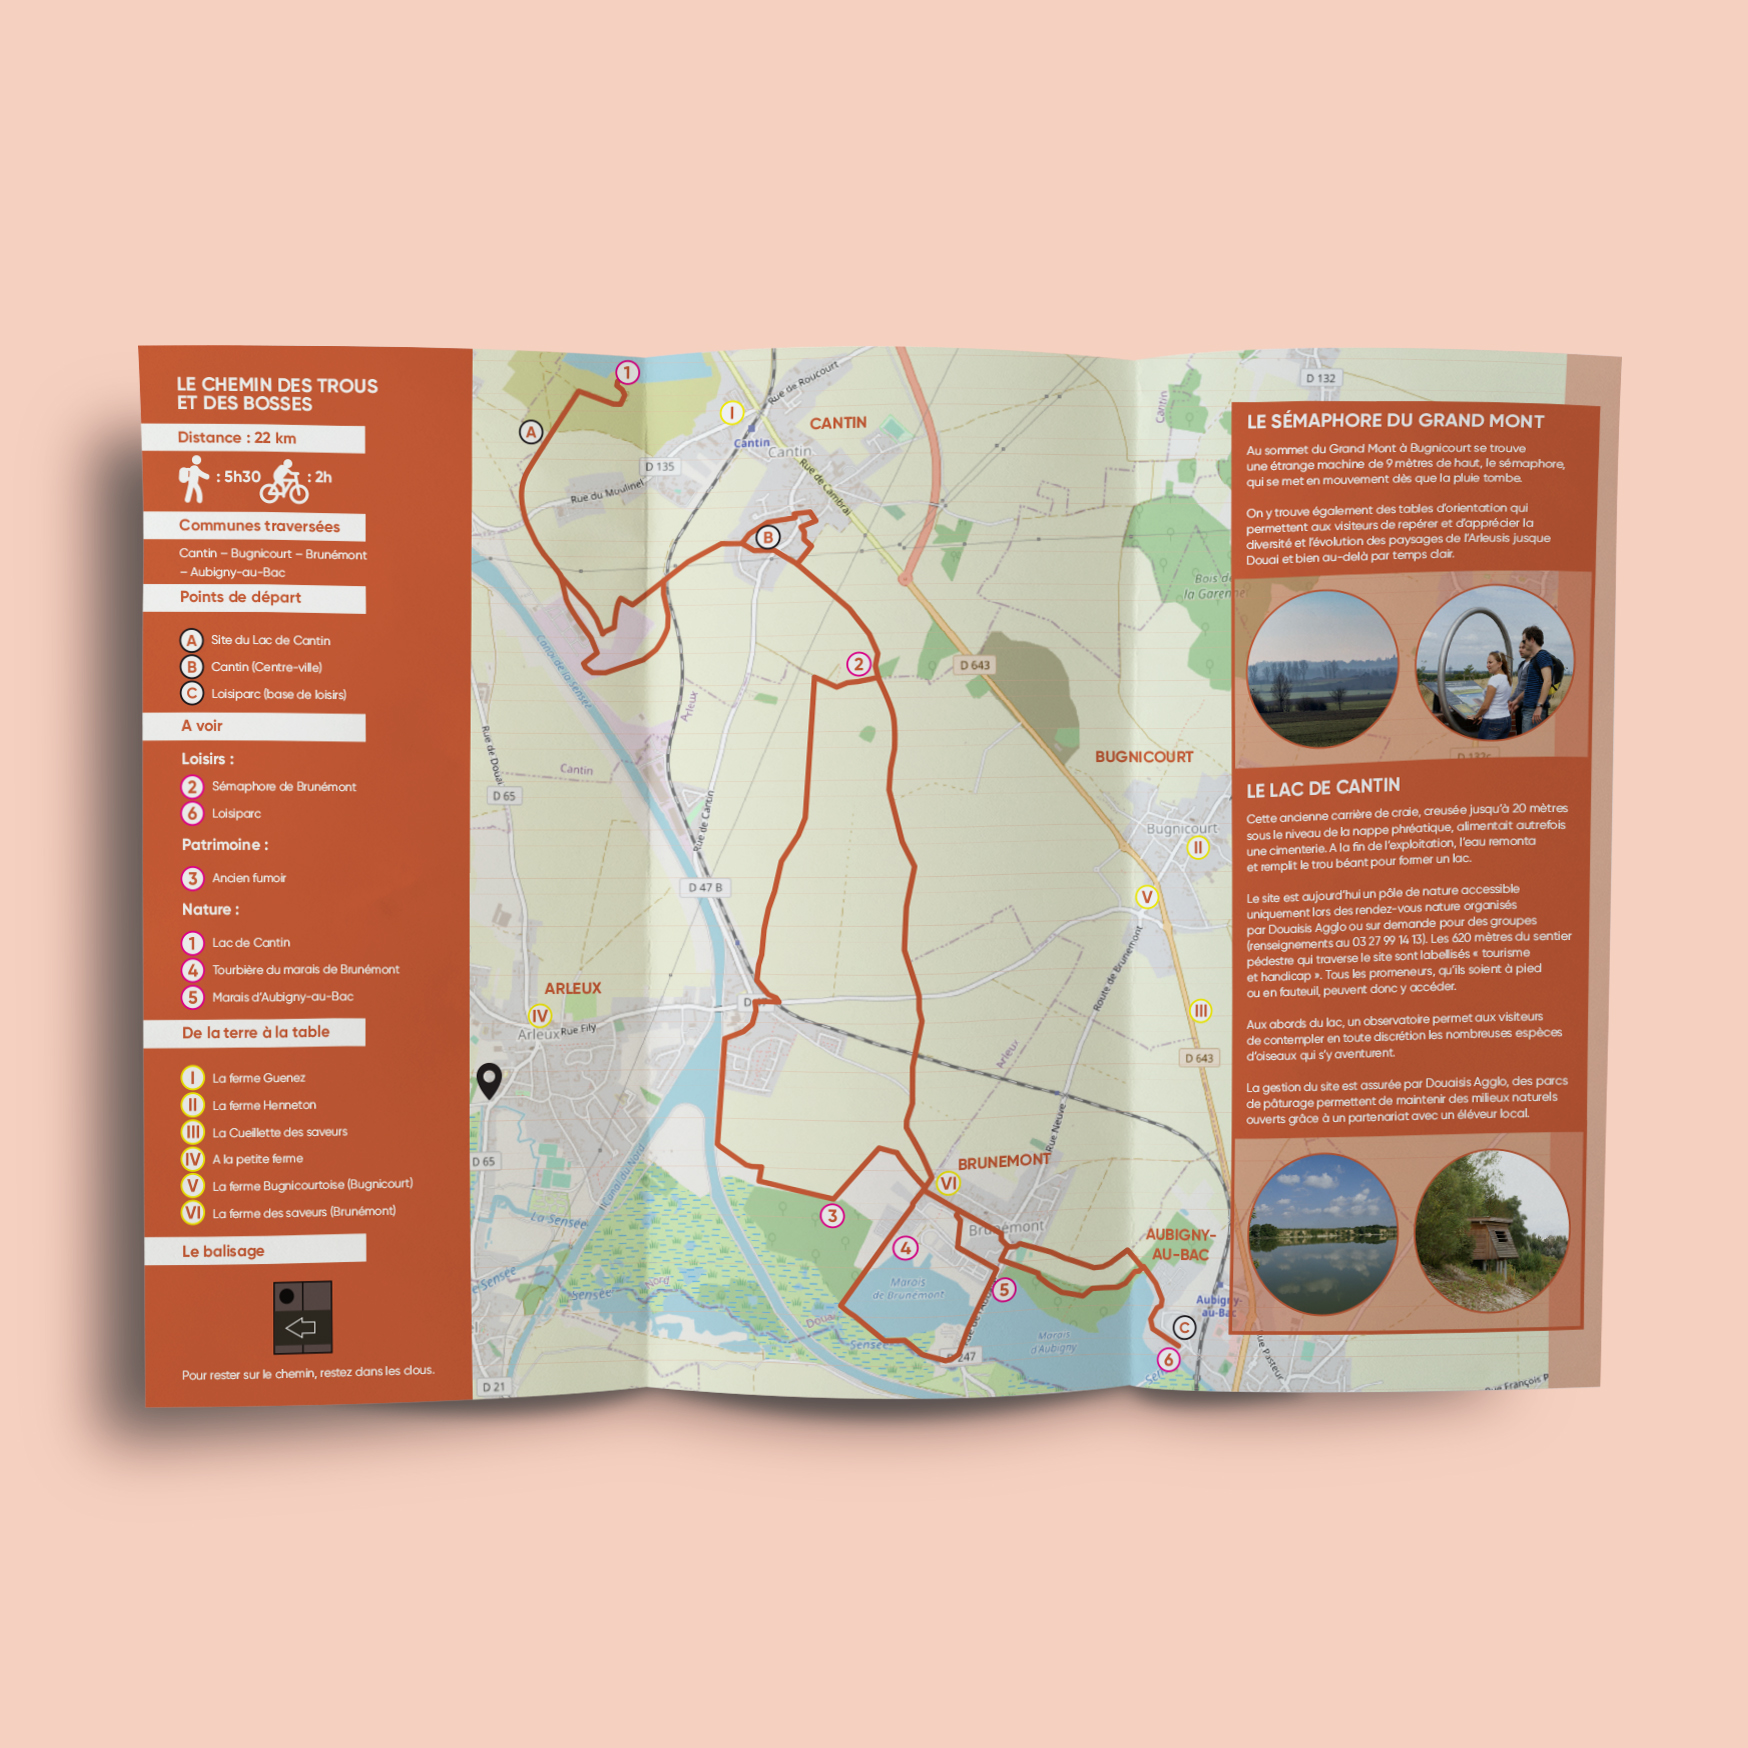 LE CHEMIN DES TROUS
ET DES BOSSES
Distance : 22 km
: 5h30
: 2h
Communes traversées
Cantin – Bugnicourt – Brunémont
– Aubigny-au-Bac
Points de départ
A Site du Lac de Cantin
B Cantin (Centre-ville)
C Loisiparc (base de loisirs)
A voir
Loisirs :
2 Sémaphore de Brunémont
6 Loisiparc
Patrimoine :
3 Ancien fumoir
Nature :
1 Lac de Cantin
4 Tourbière du marais de Brunémont
5 Marais d'Aubigny-au-Bac
De la terre à la table
I La ferme Guenez
II La ferme Henneton
III La Cueillette des saveurs
IV A la petite ferme
V La ferme Bugnicourtoise (Bugnicourt)
VI La ferme des saveurs (Brunémont)
Le balisage
Pour rester sur le chemin, restez dans les clous.
1
A
I
Rue de Roucourt
CANTIN
Cantin
Cantin
D 135
Rue du Moulinel
Rue de Cambrai
B
Cantin
D 132
Bois de
la Garenne
Canal de la Sensée
2
D 643
Arleux
Rue de Douai
Cantin
D 65
Rue de Cantin
BUGNICOURT
Bugnicourt
II
V
D 47 B
Route de Brunemont
ARLEUX
IV
Arleux
Rue Fily
III
D 643
Arleux
Rue Neuve
D 65
Canal du Nord
BRUNEMONT
VI
Brunémont
La Sensée
3
4
AUBIGNY-
AU-BAC
Sensée
Sensée
Nord
Marais
de Brunémont
5
Aubigny-
au-Bac
C
Marais
d'Aubigny
Sensée
247
6
D 21
Rue Pasteur
Rue François P
LE SÉMAPHORE DU GRAND MONT
Au sommet du Grand Mont à Bugnicourt se trouve
une étrange machine de 9 mètres de haut, le sémaphore,
qui se met en mouvement dès que la pluie tombe.
On y trouve également des tables d'orientation qui
permettent aux visiteurs de repérer et d'apprécier la
diversité et l'évolution des paysages de l'Arleusis jusque
Douai et bien au-delà par temps clair.
LE LAC DE CANTIN
Cette ancienne carrière de craie, creusée jusqu'à 20 mètres
sous le niveau de la nappe phréatique, alimentait autrefois
une cimenterie. A la fin de l'exploitation, l'eau remonta
et remplit le trou béant pour former un lac.
Le site est aujourd'hui un pôle de nature accessible
uniquement lors des rendez-vous nature organisés
par Douaisis Agglo ou sur demande pour des groupes
(renseignements au 03 27 99 14 13). Les 620 mètres du sentier
pédestre qui traverse le site sont labellisés « tourisme
et handicap ». Tous les promeneurs, qu'ils soient à pied
ou en fauteuil, peuvent donc y accéder.
Aux abords du lac, un observatoire permet aux visiteurs
de contempler en toute discrétion les nombreuses espèces
d'oiseaux qui s'y aventurent.
La gestion du site est assurée par Douaisis Agglo, des parcs
de pâturage permettent de maintenir des milieux naturels
ouverts grâce à un partenariat avec un éléveur local.